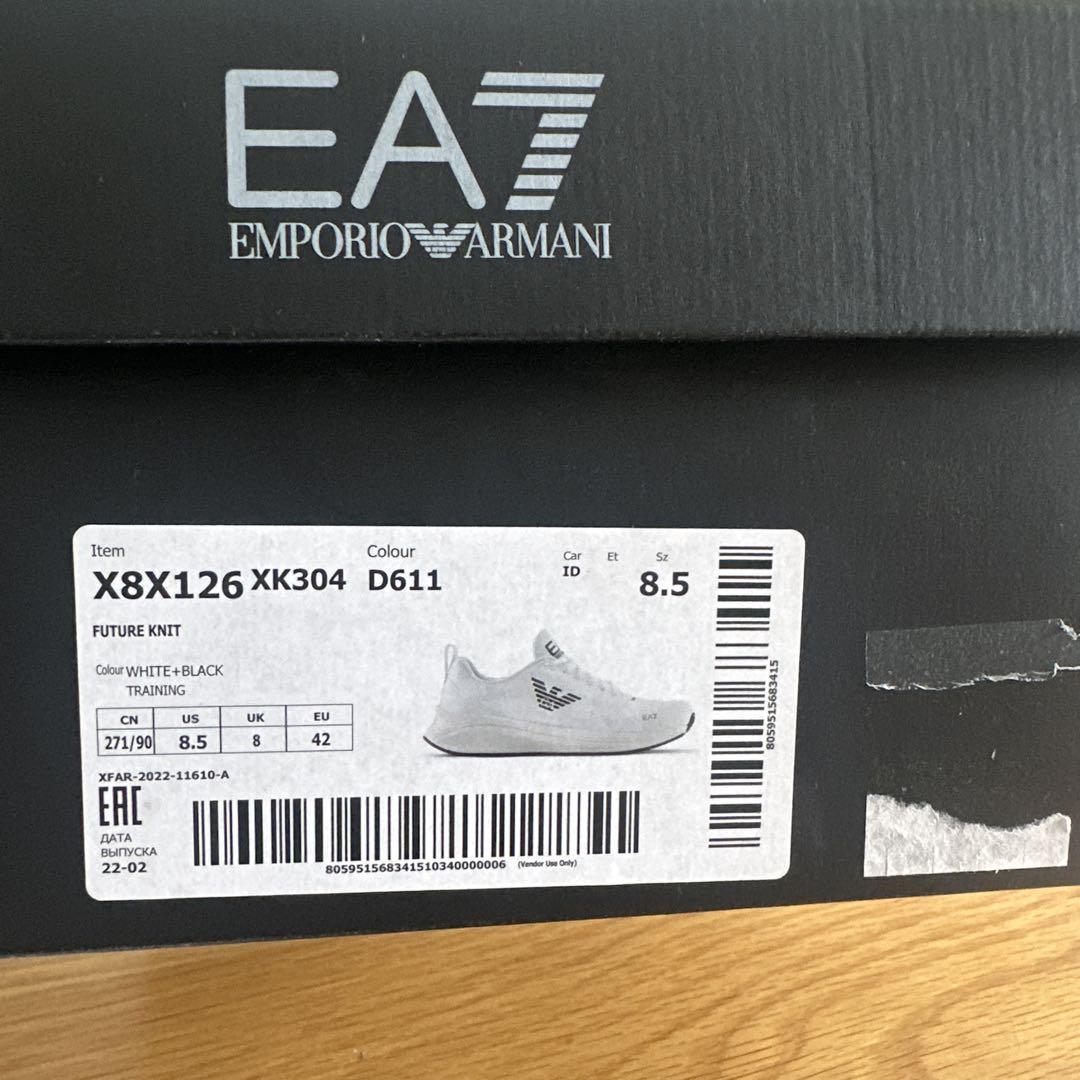 EA7
EMPORIO ARMANI
Item Colour Car Et Sz
X8X126 XK304 D611 ID 8.5
FUTURE KNIT
Colour WHITE+BLACK
TRAINING
CN US UK EU
271/90 8.5 8 42
EA7
8059515683415
XFAR-2022-11610-A
EAC
ДАТА
ВЫПУСКА
22-02
805951568341510340000006 (Vendor Use Only)